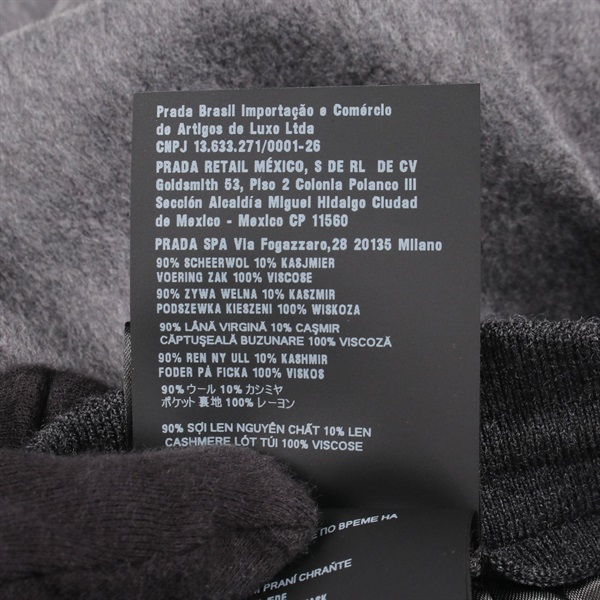 Prada Brasil Importação e Comércio
de Artigos de Luxo Ltda
CNPJ 13.633.271/0001-26
PRADA RETAIL MÉXICO, S DE RL DE CV
Goldsmith 53, Piso 2 Colonia Polanco III
Sección Alcaldía Miguel Hidalgo Ciudad
de Mexico - Mexico CP 11560
PRADA SPA Via Fogazzaro,28 20135 Milano
90% SCHEERWOL 10% KASJMIER
VOERING ZAK 100% VISCOSE
90% ZYWA WELNA 10% KASZMIR
PODSZEWKA KIESZENI 100% WISKOZA
90% LÂNĂ VIRGINĂ 10% CAŞMIR
CĂPTUŞEALĂ BUZUNARE 100% VISCOZĂ
90% REN NY ULL 10% KASHMIR
FODER PÅ FICKA 100% VISKOS
90% ウール 10% カシミヤ
ポケット裏地 100% レーヨン
90% SỢI LEN NGUYÊN CHẤT 10% LEN
CASHMERE LÓT TÚI 100% VISCOSE
ПО ВРЕМЕ НА
PRANÍ CHRAŇTE